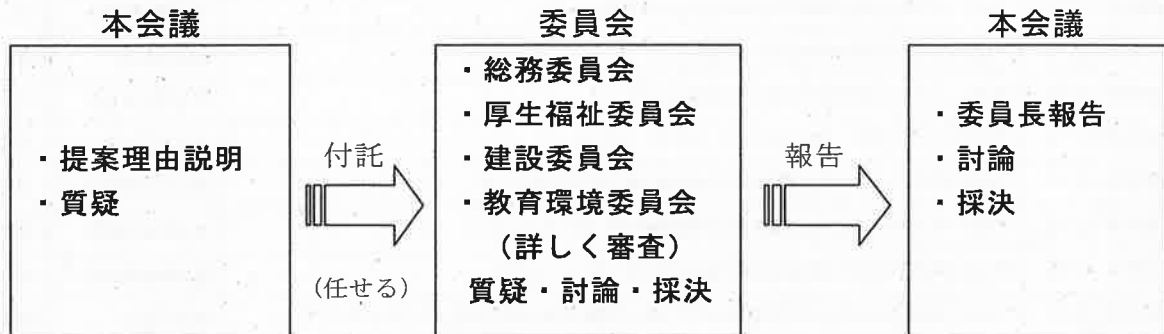 本会議
・提案理由説明
・質疑
付託
(任せる)
委員会
・総務委員会
・厚生福祉委員会
・建設委員会
・教育環境委員会
(詳しく審査)
質疑・討論・採決
報告
本会議
・委員長報告
・討論
・採決